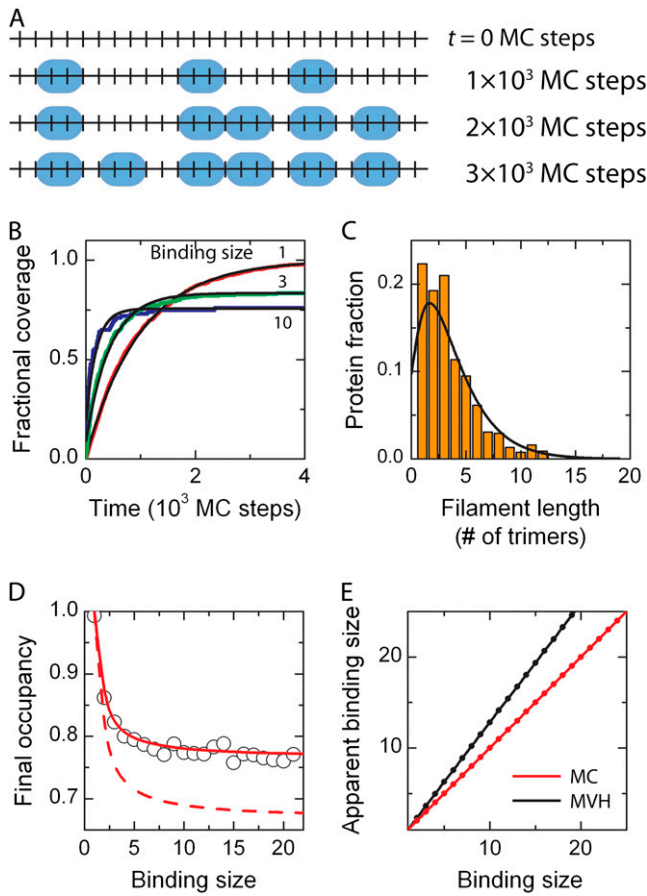 A
t = 0 MC steps
1×10³ MC steps
2×10³ MC steps
3×10³ MC steps
B
Binding size
1
3
10
1.0
0.5
0.0
Fractional coverage
0
2
4
Time (10³ MC steps)
C
0.2
0.1
0.0
Protein fraction
0
5
10
15
20
Filament length
(# of trimers)
D
1.0
0.9
0.8
0.7
Final occupancy
0
5
10
15
20
Binding size
E
20
10
Apparent binding size
MC
MVH
10
20
Binding size